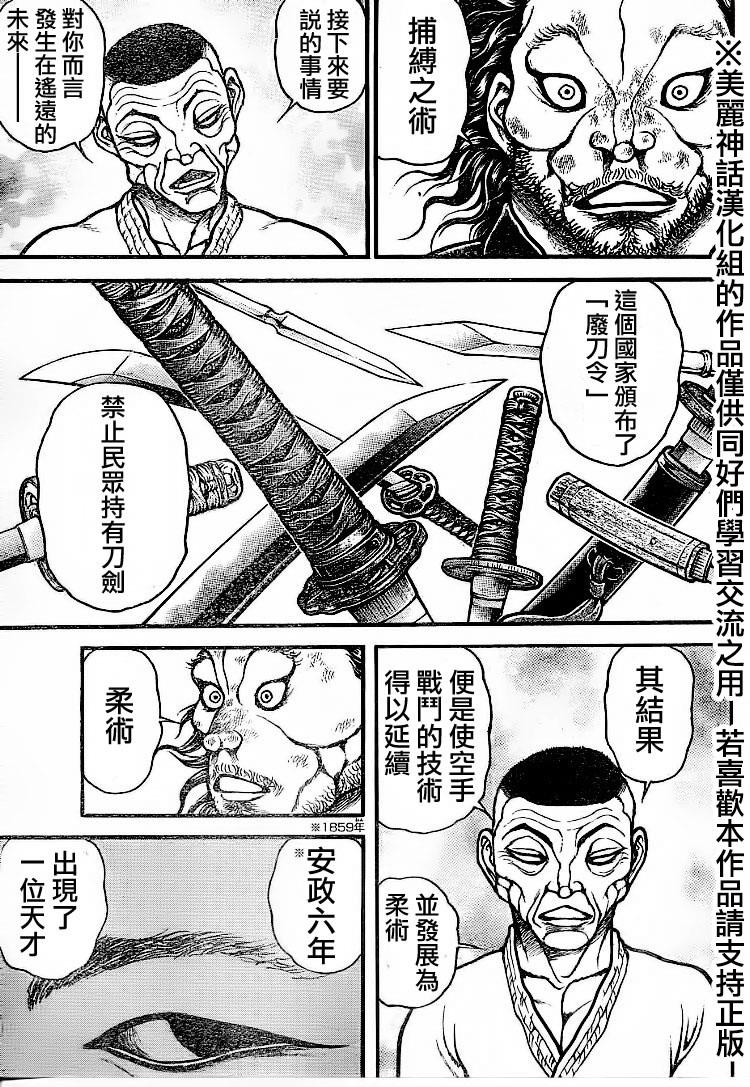 捕縛之術
接下來要
說的事情
對你而言
發生在遙遠的
未來——
這個國家頒布了
「廢刀令」
禁止民眾持有刀劍
其結果
便是使空手
戰鬥的技術
得以延續
並發展為
柔術
柔術
※1859年
※安政六年
出現了
一位天才
※美麗神話漢化組的作品僅供同好們學習交流之用－若喜歡本作品請支持正版－